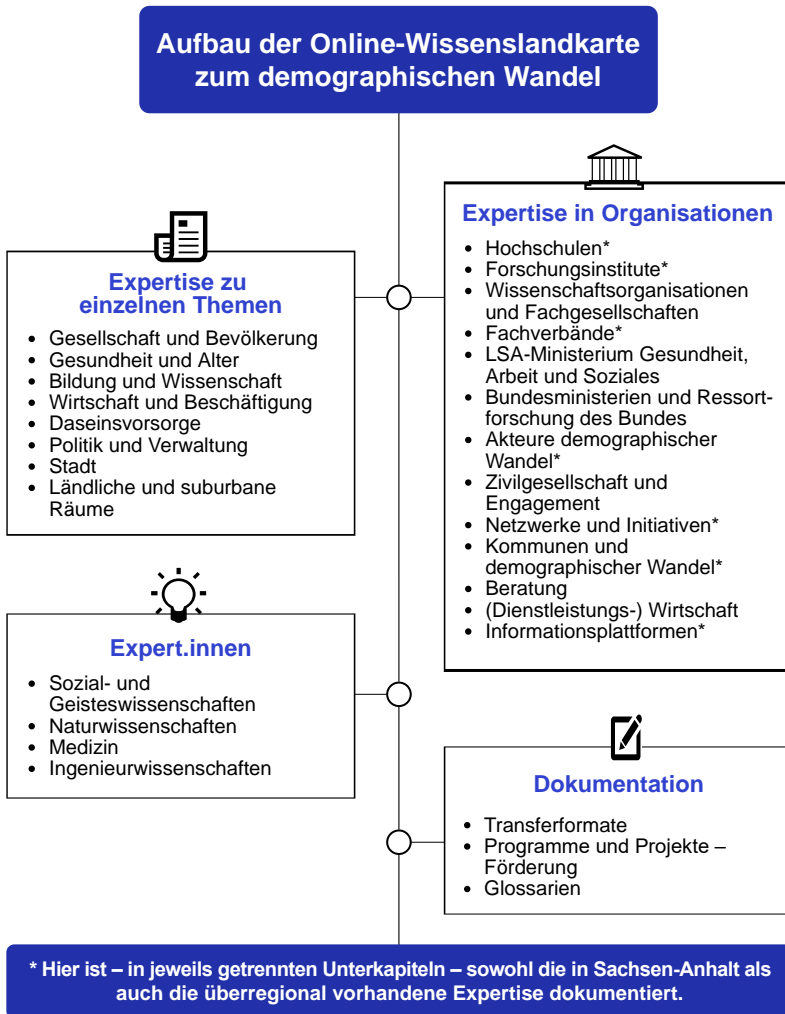 Aufbau der Online-Wissenslandkarte
zum demographischen Wandel
Expertise zu
einzelnen Themen
• Gesellschaft und Bevölkerung
• Gesundheit und Alter
• Bildung und Wissenschaft
• Wirtschaft und Beschäftigung
• Daseinsvorsorge
• Politik und Verwaltung
• Stadt
• Ländliche und suburbane
Räume
Expertise in Organisationen
• Hochschulen*
• Forschungsinstitute*
• Wissenschaftsorganisationen
und Fachgesellschaften
• Fachverbände*
• LSA-Ministerium Gesundheit,
Arbeit und Soziales
• Bundesministerien und Ressort-
forschung des Bundes
• Akteure demographischer
Wandel*
• Zivilgesellschaft und
Engagement
• Netzwerke und Initiativen*
• Kommunen und
demographischer Wandel*
• Beratung
• (Dienstleistungs-) Wirtschaft
• Informationsplattformen*
Expert.innen
• Sozial- und
Geisteswissenschaften
• Naturwissenschaften
• Medizin
• Ingenieurwissenschaften
Dokumentation
• Transferformate
• Programme und Projekte –
Förderung
• Glossarien
* Hier ist – in jeweils getrennten Unterkapiteln – sowohl die in Sachsen-Anhalt als
auch die überregional vorhandene Expertise dokumentiert.